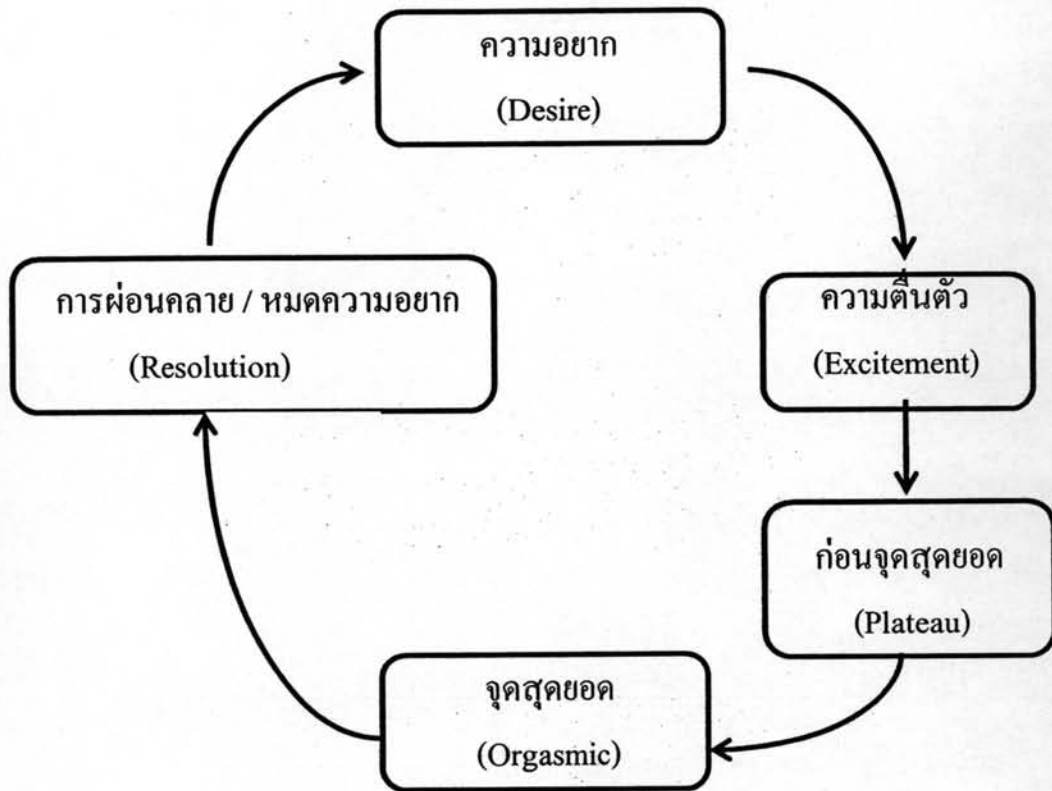 ความอยาก
(Desire)
ความตื่นตัว
(Excitement)
ก่อนจุดสุดยอด
(Plateau)
จุดสุดยอด
(Orgasmic)
การผ่อนคลาย / หมดความอยาก
(Resolution)